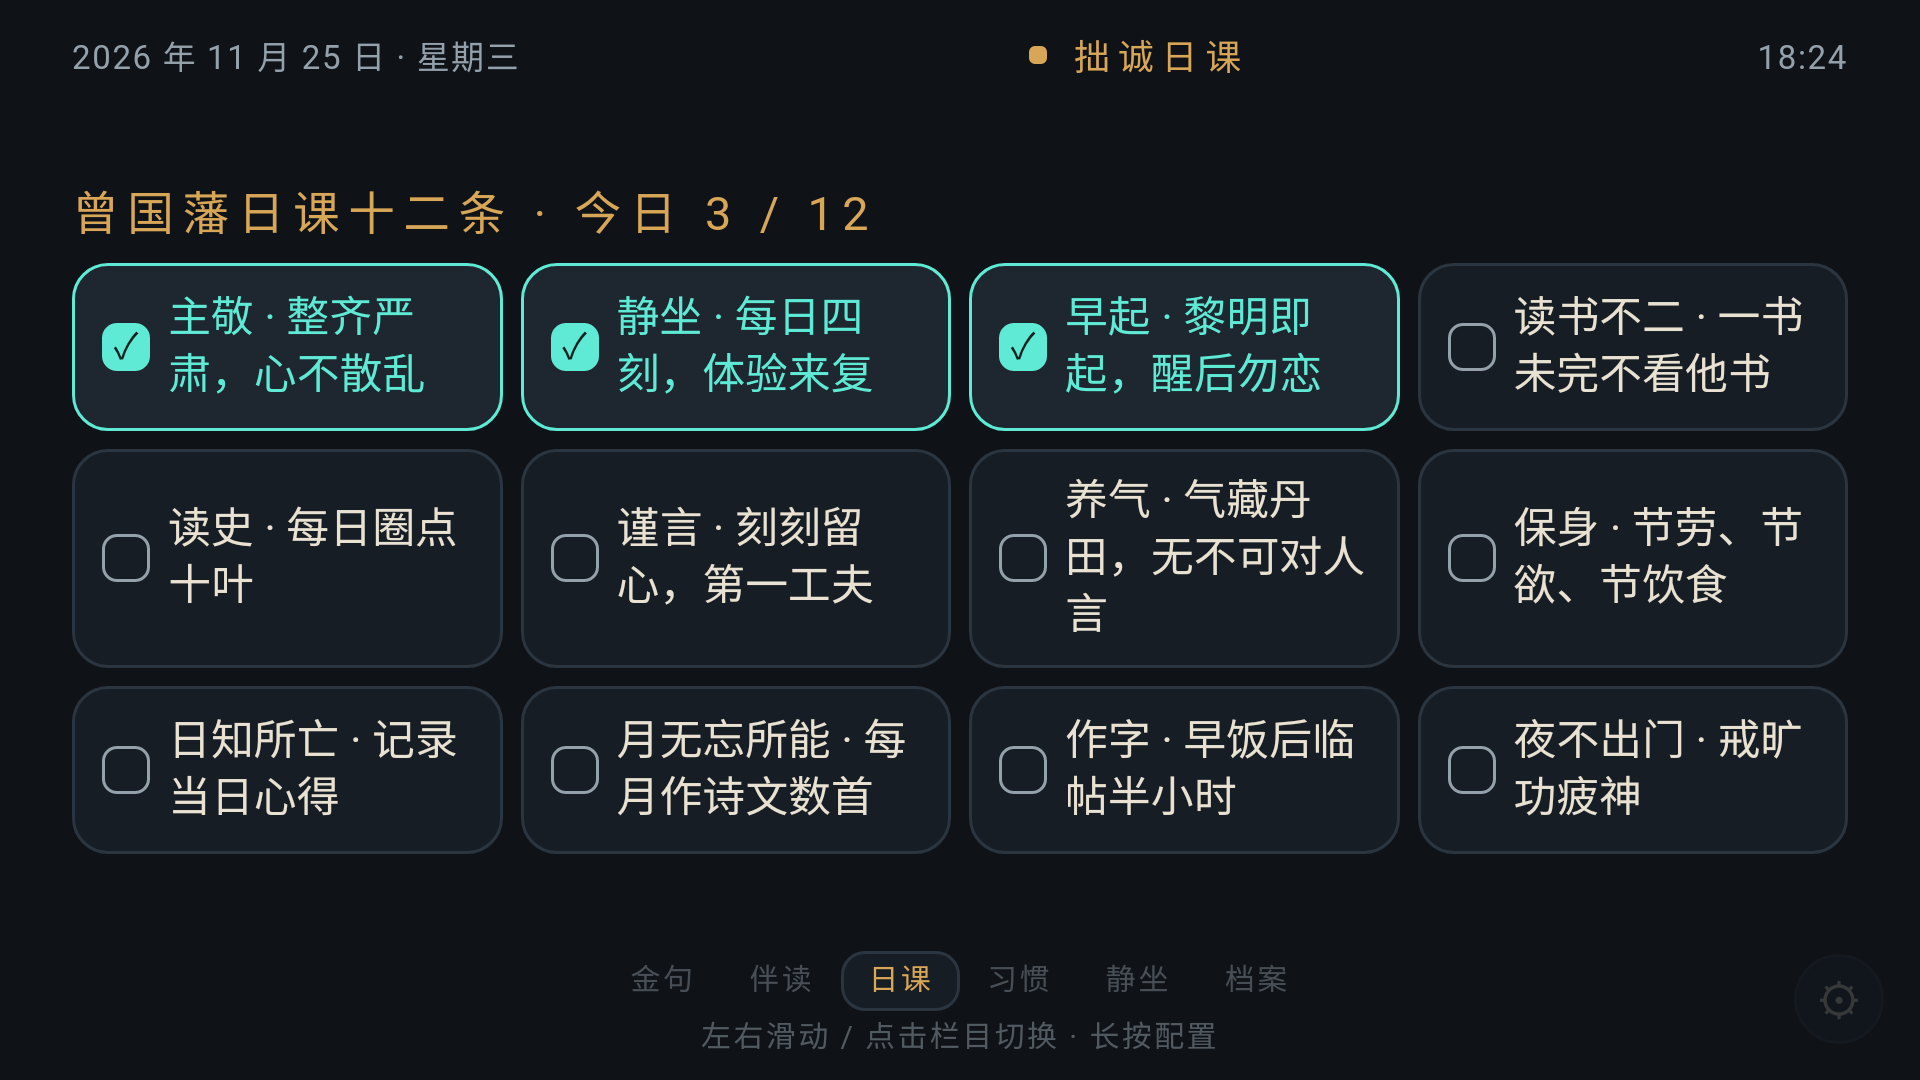 2026 年 11 月 25 日 · 星期三
拙诚日课
18:24
曾国藩日课十二条 · 今日 3 / 12
主敬 · 整齐严
肃，心不散乱
静坐 · 每日四
刻，体验来复
早起 · 黎明即
起，醒后勿恋
读书不二 · 一书
未完不看他书
读史 · 每日圈点
十叶
谨言 · 刻刻留
心，第一工夫
养气 · 气藏丹
田，无不可对人
言
保身 · 节劳、节
欲、节饮食
日知所亡 · 记录
当日心得
月无忘所能 · 每
月作诗文数首
作字 · 早饭后临
帖半小时
夜不出门 · 戒旷
功疲神
金句
伴读
日课
习惯
静坐
档案
左右滑动 / 点击栏目切换 · 长按配置